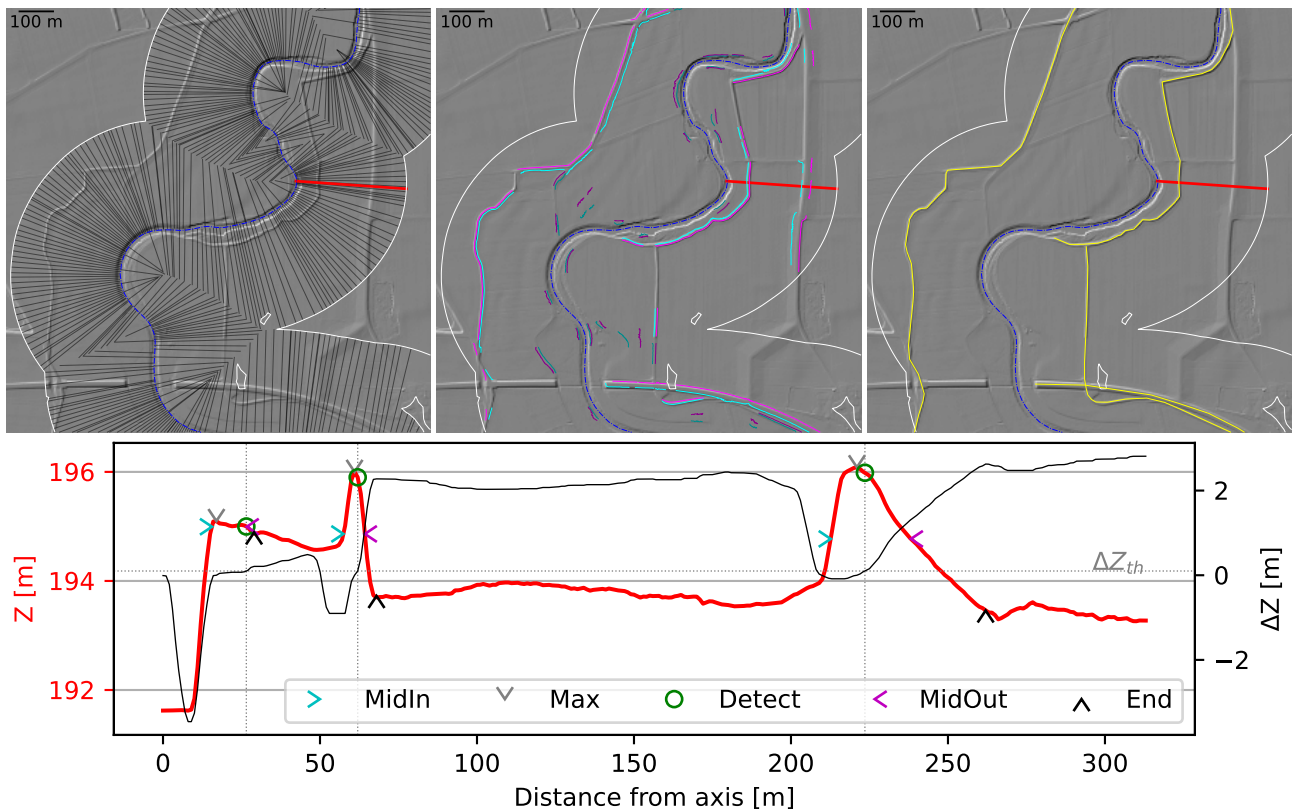 100 m
100 m
100 m
196
194
192
Z [m]
ΔZth
2
0
−2
ΔZ [m]
MidIn
Max
Detect
MidOut
End
0
50
100
150
200
250
300
Distance from axis [m]